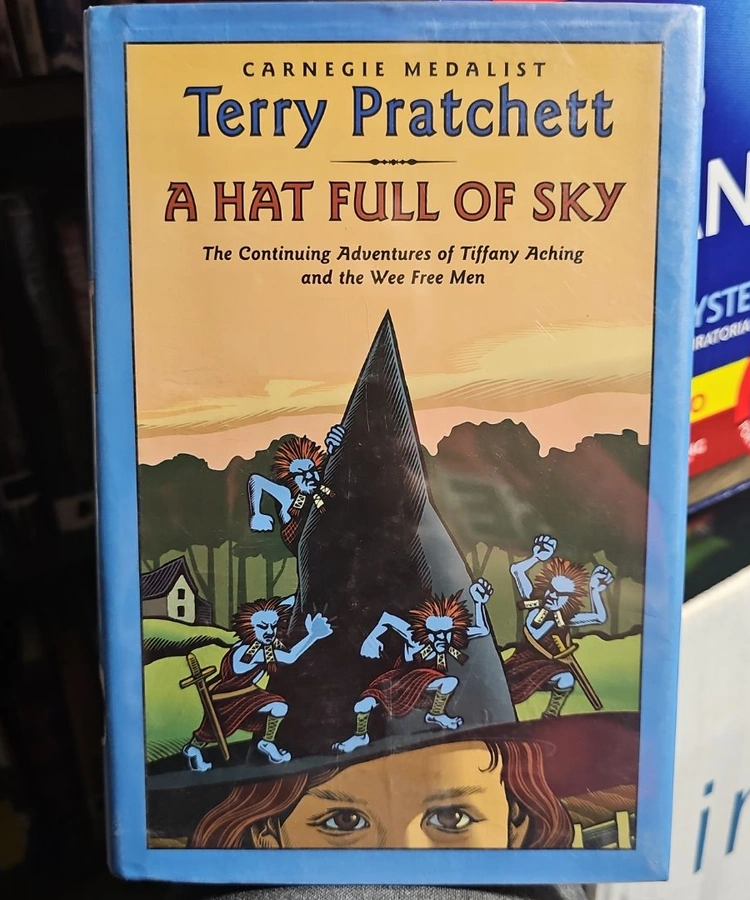 CARNEGIE MEDALIST
Terry Pratchett
A HAT FULL OF SKY
The Continuing Adventures of Tiffany Aching
and the Wee Free Men